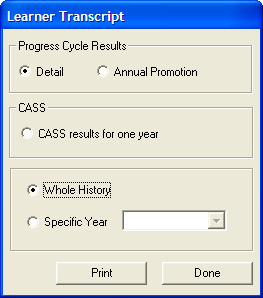 Learner Transcript
Progress Cycle Results
Detail Annual Promotion
CASS
CASS results for one year
Whole History
Specific Year
Print Done